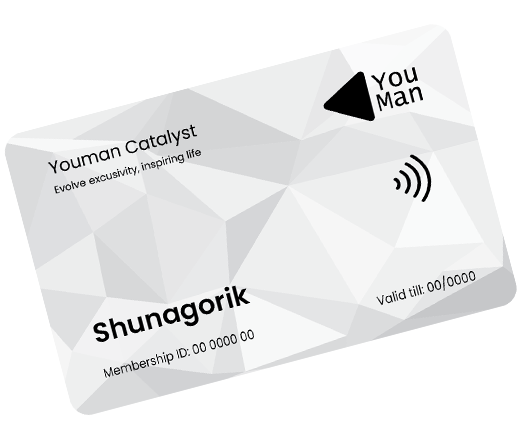 You
Man
Youman Catalyst
Evolve excusivity, inspiring life
Shunagorik
Membership ID: 00 0000 00
Valid till: 00/0000